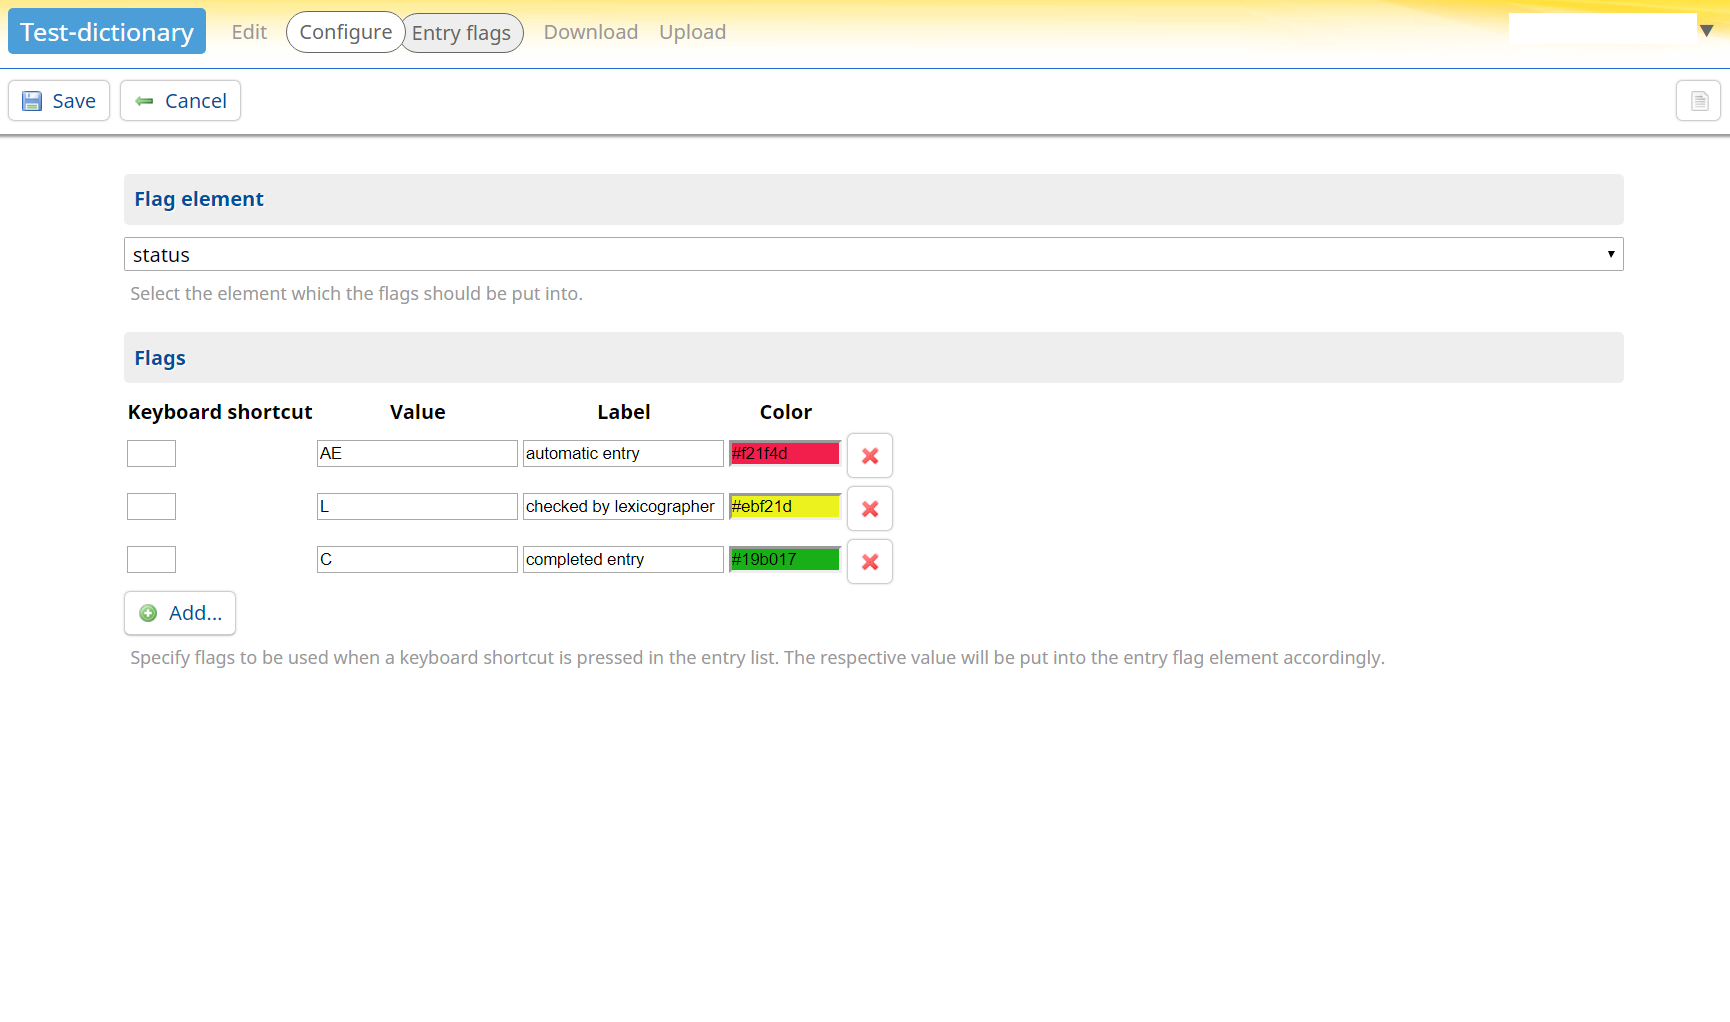 Test-dictionary Edit Configure Entry flags Download Upload
Save Cancel
Flag element
status
Select the element which the flags should be put into.
Flags
Keyboard shortcut Value Label Color
AE automatic entry #f21f4d
L checked by lexicographer #ebf21d
C completed entry #19b017
Add...
Specify flags to be used when a keyboard shortcut is pressed in the entry list. The respective value will be put into the entry flag element accordingly.